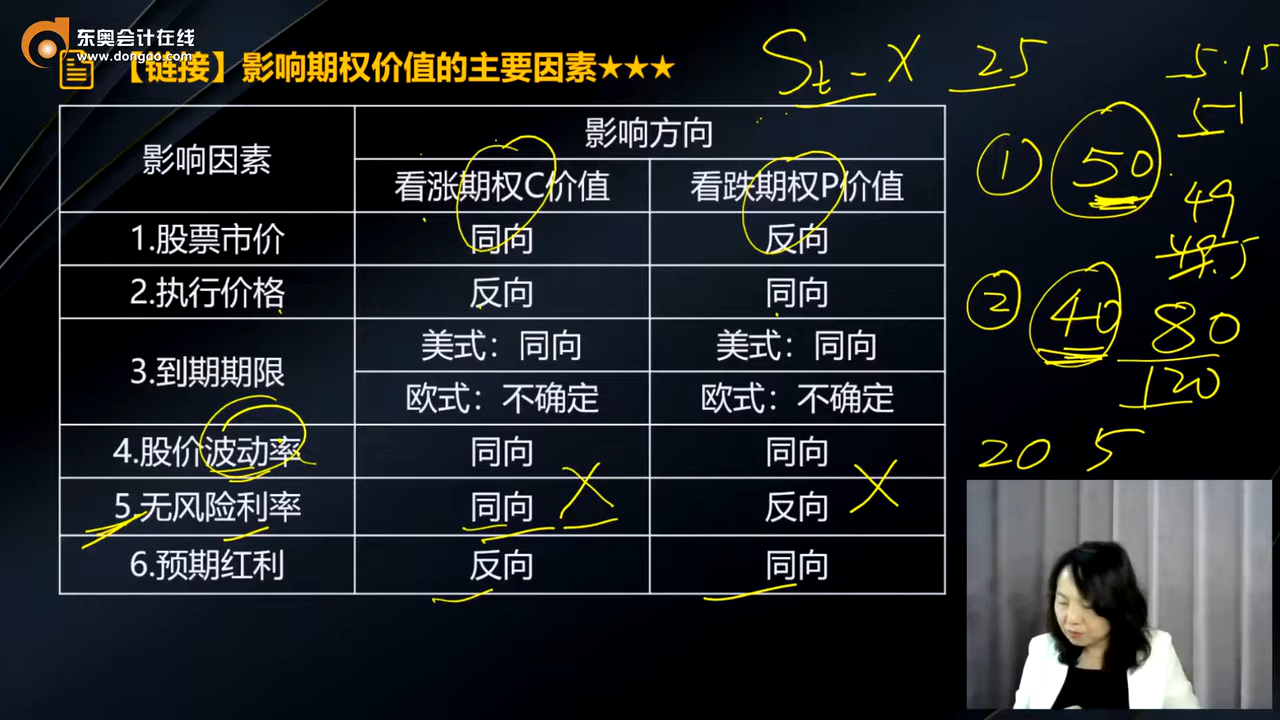 东奥会计在线
www.dongao.com
【链接】影响期权价值的主要因素★★★
影响因素
影响方向
看涨期权C价值
看跌期权P价值
1.股票市价
同向
反向
2.执行价格
反向
同向
3.到期期限
美式：同向
美式：同向
欧式：不确定
欧式：不确定
4.股价波动率
同向
同向
5.无风险利率
同向
反向
6.预期红利
反向
同向
St - X 25
5.15
51
① 50
49
② 40 80
120
20 5
X
X